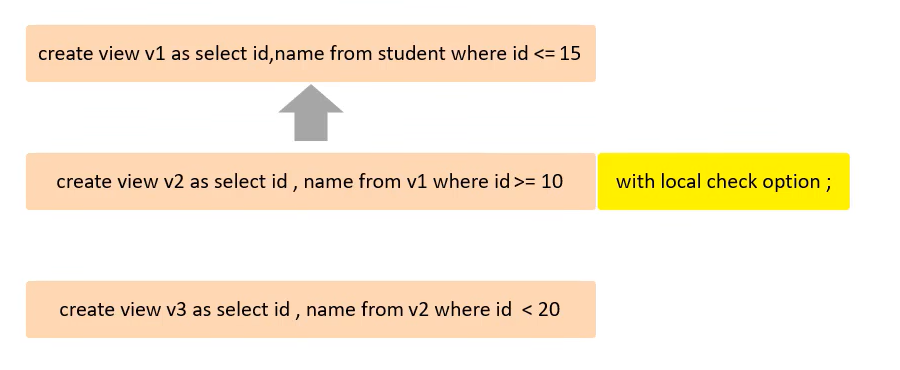 create view v1 as select id,name from student where id <= 15
create view v2 as select id , name from v1 where id >= 10
with local check option ;
create view v3 as select id , name from v2 where id < 20